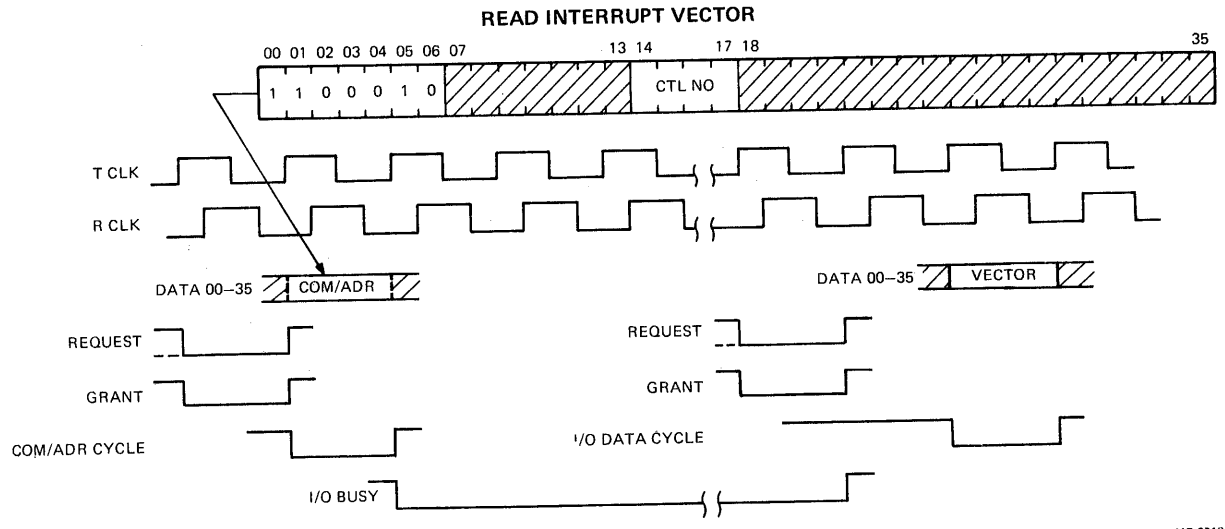 READ INTERRUPT VECTOR
00 01 02 03 04 05 06 07 13 14 17 18 35
1 1 0 0 0 1 0 CTL NO
T CLK
R CLK
DATA 00–35 COM/ADR DATA 00–35 VECTOR
REQUEST REQUEST
GRANT GRANT
COM/ADR CYCLE I/O DATA CYCLE
I/O BUSY